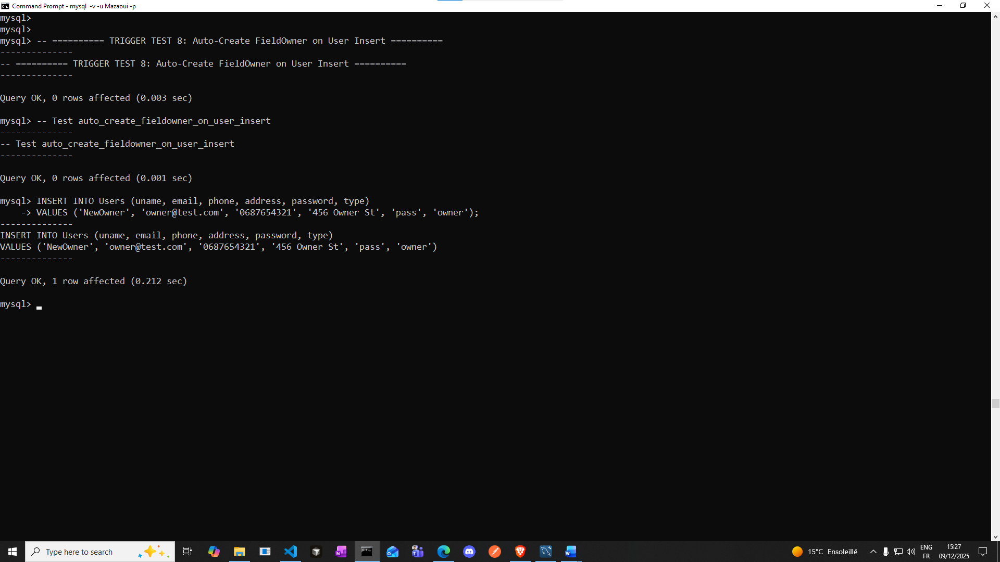 Command Prompt - mysql  -v -u Mazaoui -p
mysql>
mysql>
mysql> -- ========== TRIGGER TEST 8: Auto-Create FieldOwner on User Insert ==========
--------------
-- ========== TRIGGER TEST 8: Auto-Create FieldOwner on User Insert ==========
--------------
Query OK, 0 rows affected (0.003 sec)
mysql> -- Test auto_create_fieldowner_on_user_insert
--------------
-- Test auto_create_fieldowner_on_user_insert
--------------
Query OK, 0 rows affected (0.001 sec)
mysql> INSERT INTO Users (uname, email, phone, address, password, type)
    -> VALUES ('NewOwner', 'owner@test.com', '0687654321', '456 Owner St', 'pass', 'owner');
--------------
INSERT INTO Users (uname, email, phone, address, password, type)
VALUES ('NewOwner', 'owner@test.com', '0687654321', '456 Owner St', 'pass', 'owner')
--------------
Query OK, 1 row affected (0.212 sec)
mysql>
Type here to search
15°C Ensoleillé
ENG
FR
15:27
09/12/2025